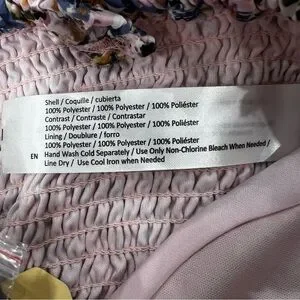 Shell / Coquille / cubierta
100% Polyester / 100% Polyester / 100% Poliéster
Contrast / Contraste / Contrastar
100% Polyester / 100% Polyester / 100% Poliéster
Lining / Doublure / forro
100% Polyester / 100% Polyester / 100% Poliéster
EN Hand Wash Cold Separately / Use Only Non-Chlorine Bleach When Needed /
Line Dry / Use Cool Iron when Needed